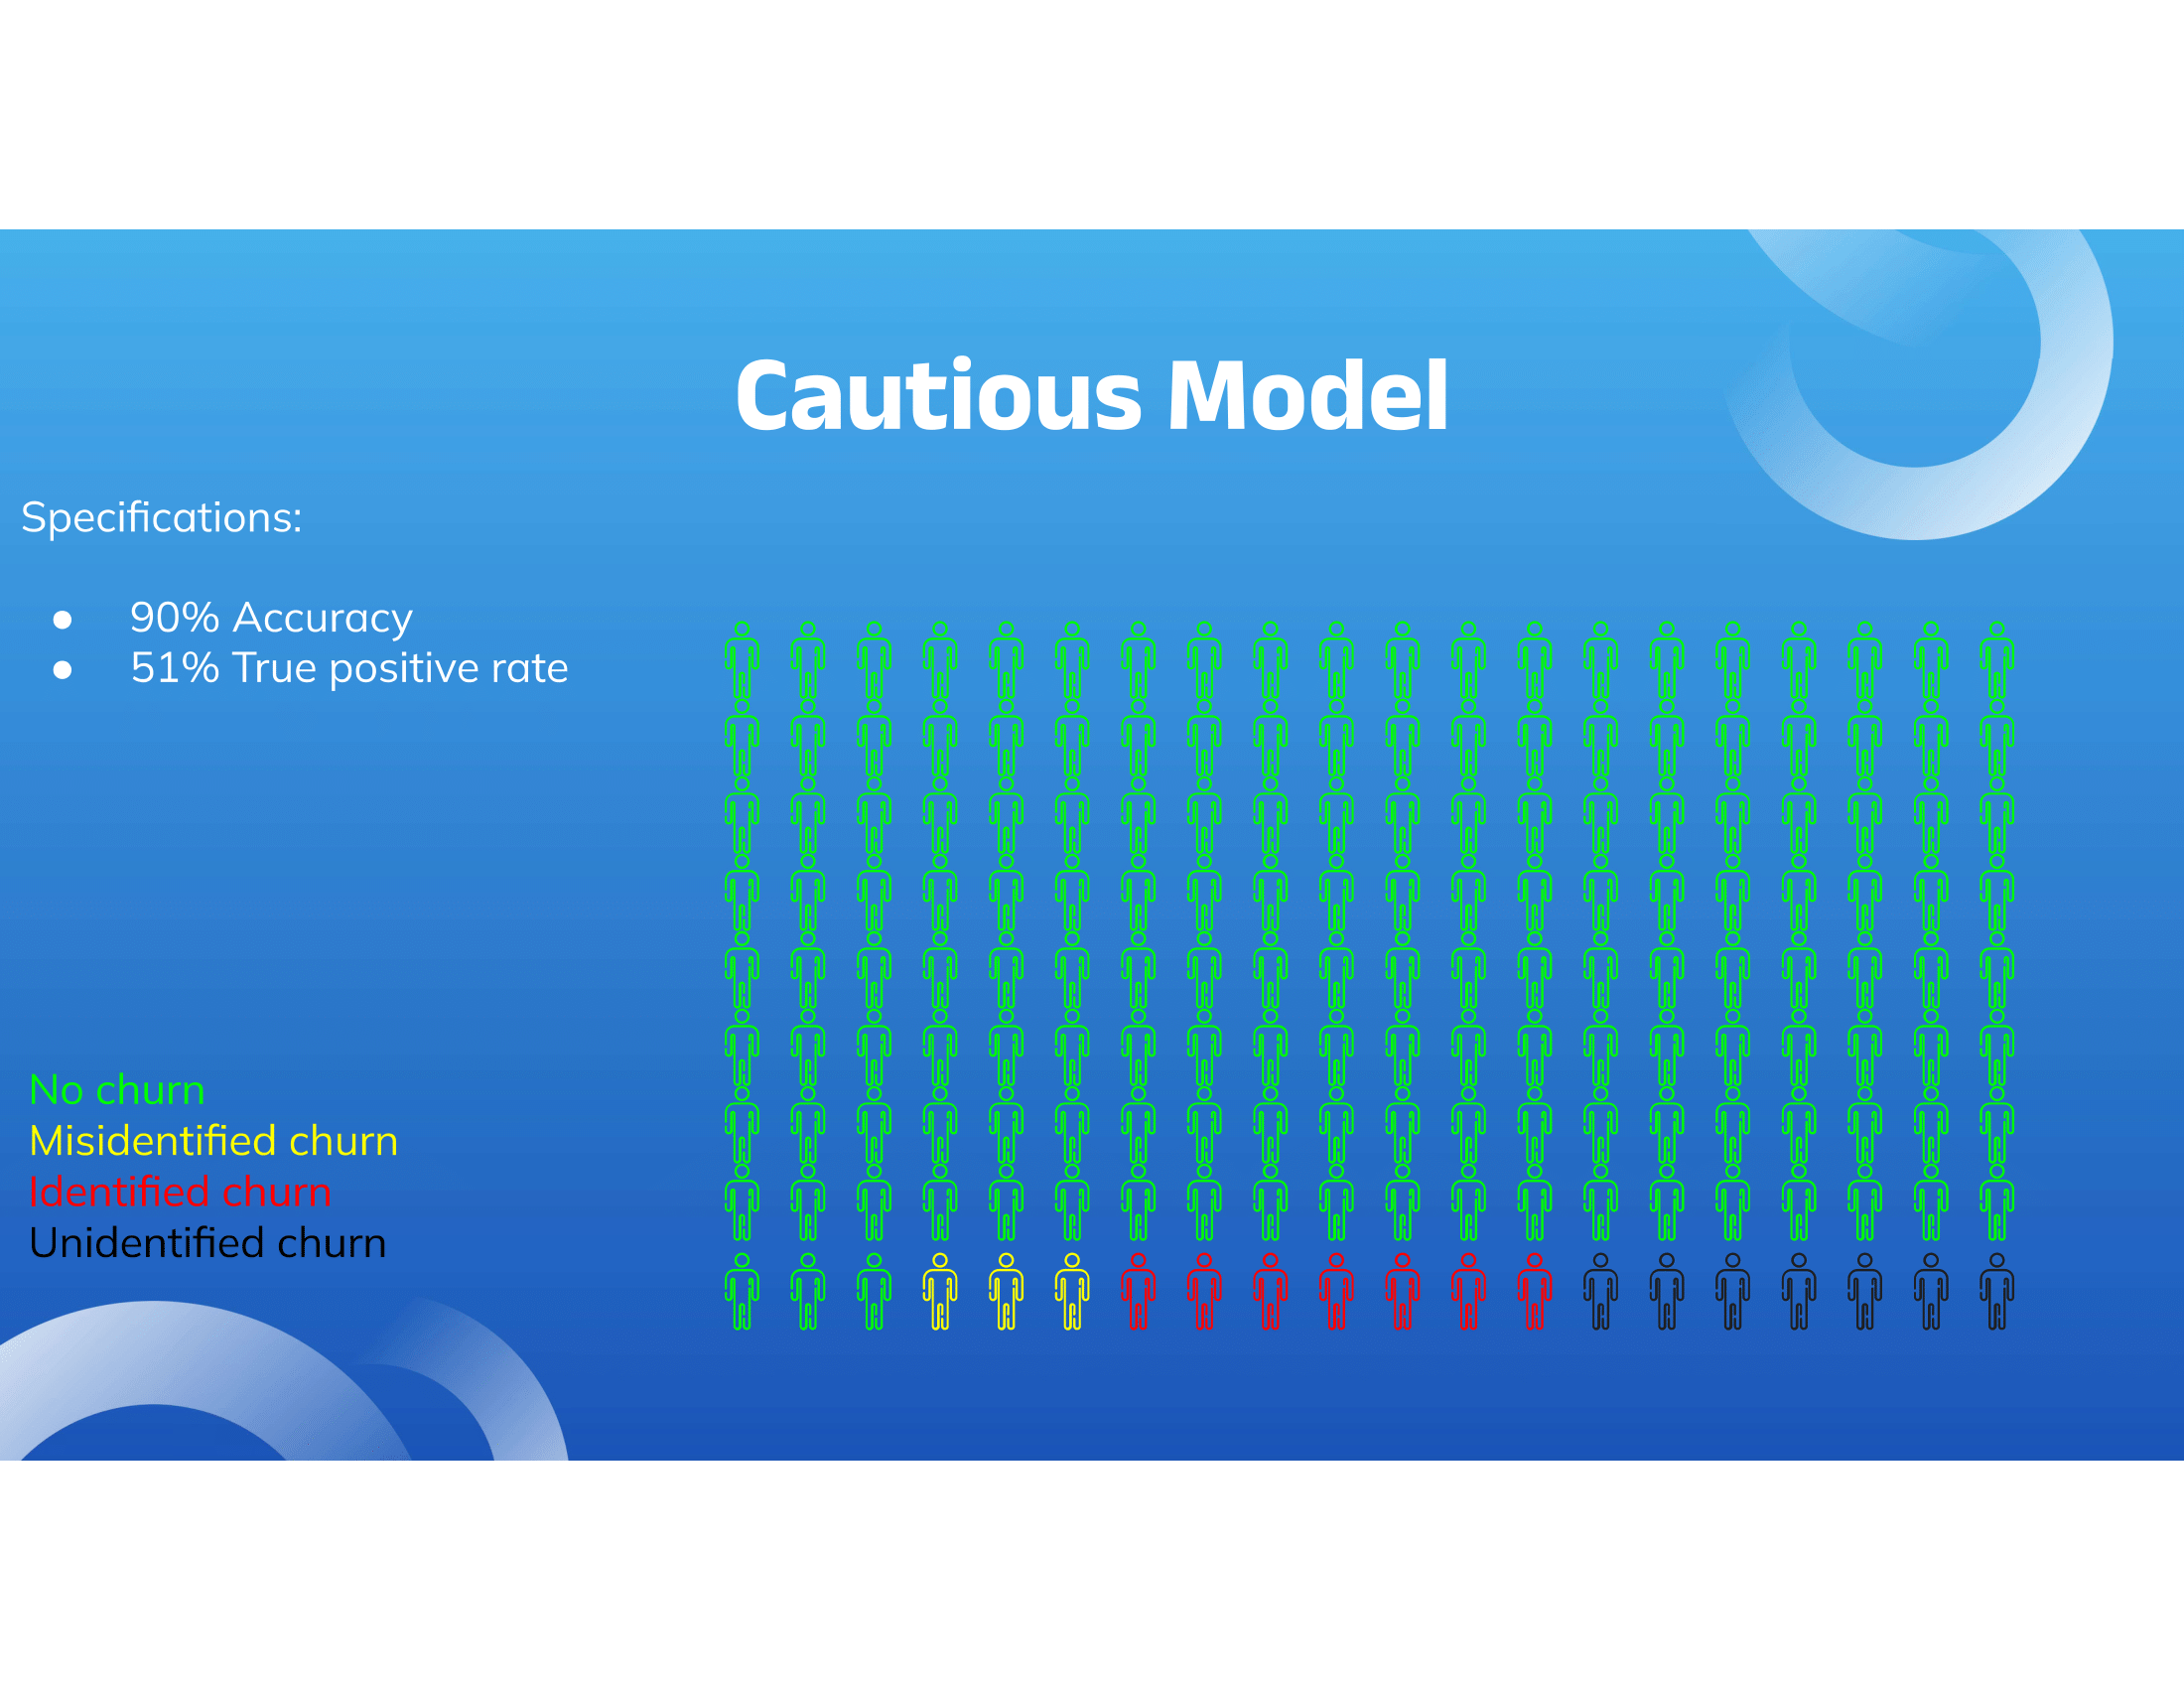 Cautious Model
Specifications:
● 90% Accuracy
● 51% True positive rate
No churn
Misidentified churn
Identified churn
Unidentified churn